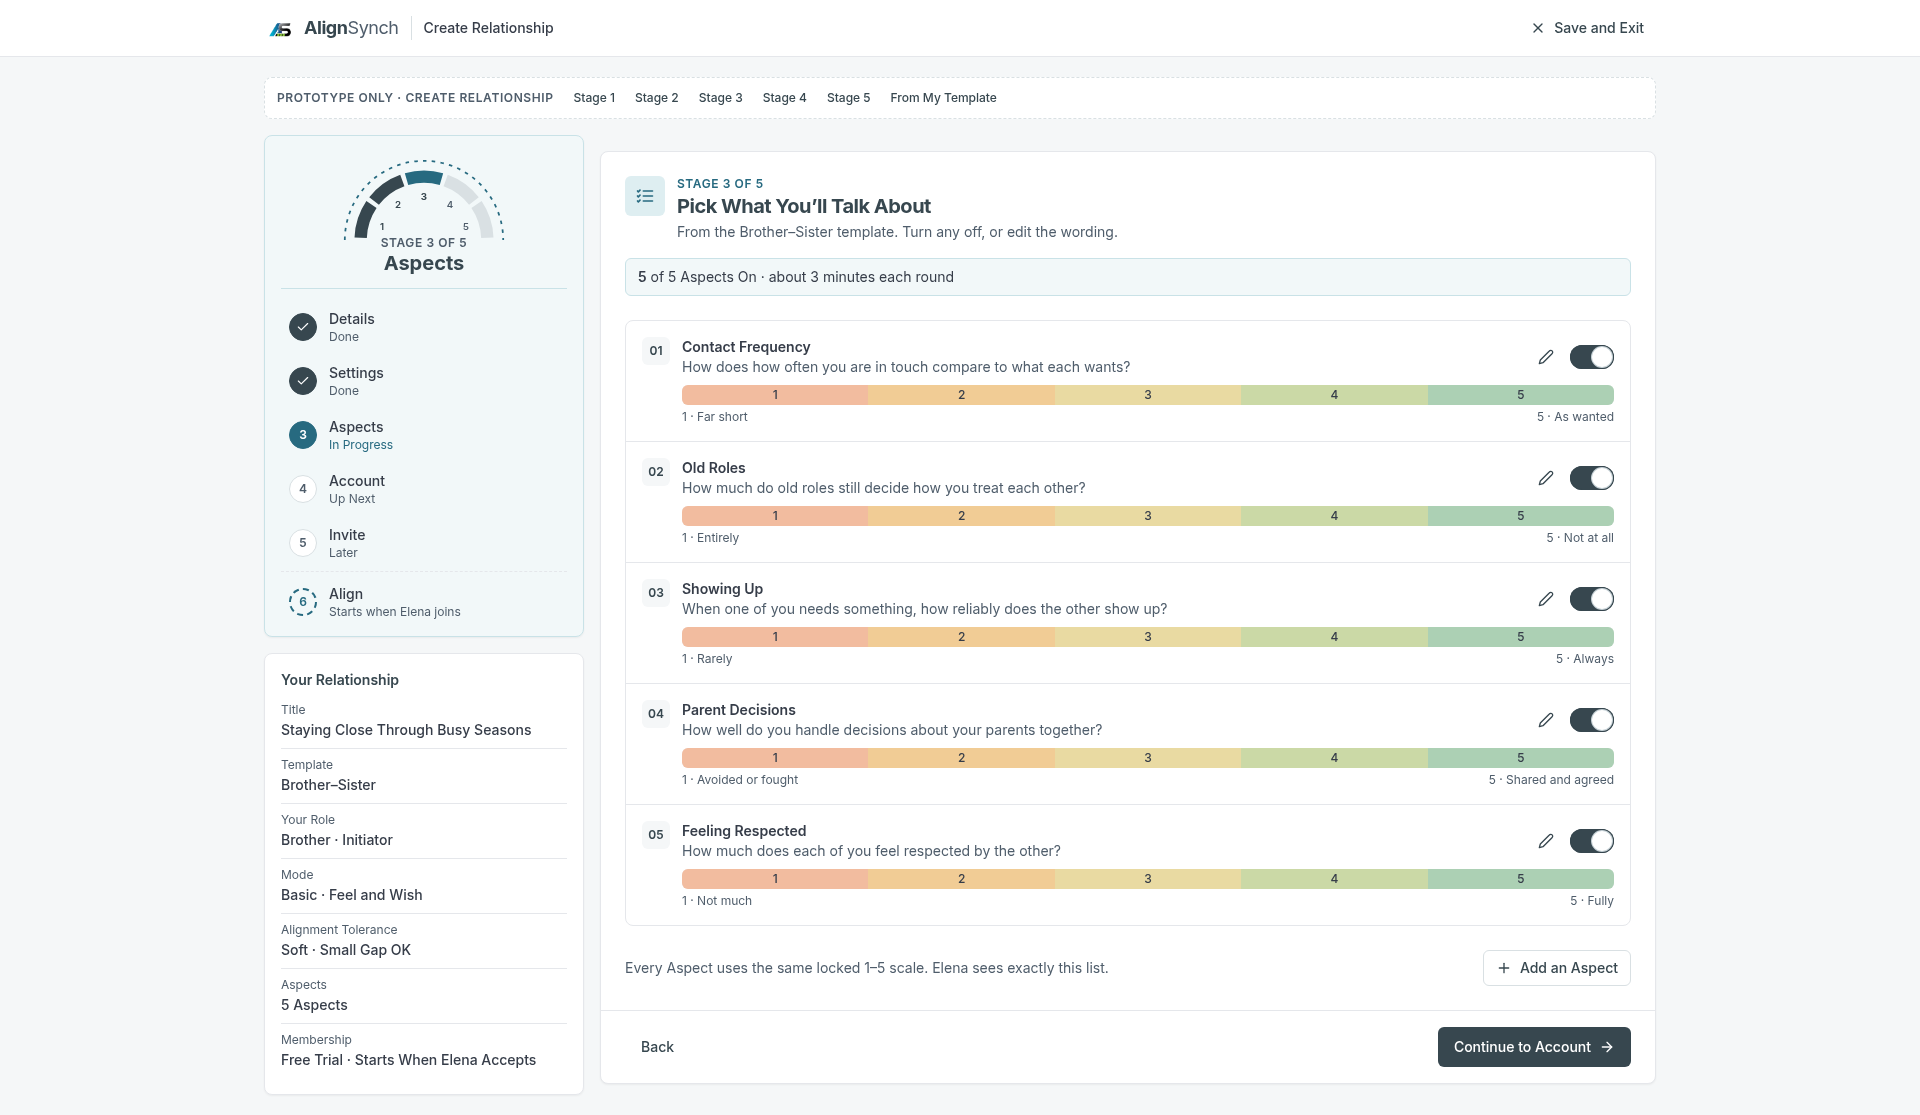 AlignSynch
Create Relationship
Save and Exit
PROTOTYPE ONLY · CREATE RELATIONSHIP
Stage 1
Stage 2
Stage 3
Stage 4
Stage 5
From My Template
1
2
3
4
5
STAGE 3 OF 5
Aspects
Details
Done
Settings
Done
3
Aspects
In Progress
4
Account
Up Next
5
Invite
Later
6
Align
Starts when Elena joins
Your Relationship
Title
Staying Close Through Busy Seasons
Template
Brother–Sister
Your Role
Brother · Initiator
Mode
Basic · Feel and Wish
Alignment Tolerance
Soft · Small Gap OK
Aspects
5 Aspects
Membership
Free Trial · Starts When Elena Accepts
STAGE 3 OF 5
Pick What You’ll Talk About
From the Brother–Sister template. Turn any off, or edit the wording.
5 of 5 Aspects On · about 3 minutes each round
01
Contact Frequency
How does how often you are in touch compare to what each wants?
1 2 3 4 5
1 · Far short
5 · As wanted
02
Old Roles
How much do old roles still decide how you treat each other?
1 2 3 4 5
1 · Entirely
5 · Not at all
03
Showing Up
When one of you needs something, how reliably does the other show up?
1 2 3 4 5
1 · Rarely
5 · Always
04
Parent Decisions
How well do you handle decisions about your parents together?
1 2 3 4 5
1 · Avoided or fought
5 · Shared and agreed
05
Feeling Respected
How much does each of you feel respected by the other?
1 2 3 4 5
1 · Not much
5 · Fully
Every Aspect uses the same locked 1–5 scale. Elena sees exactly this list.
Add an Aspect
Back
Continue to Account